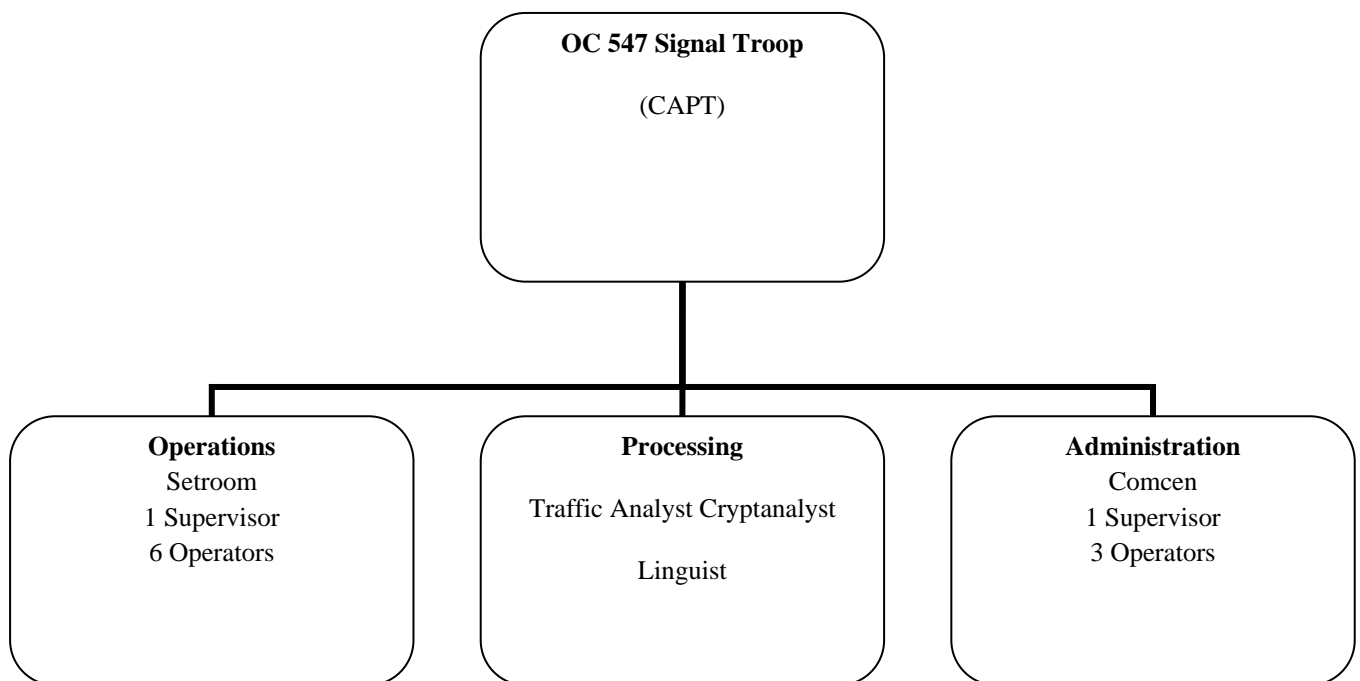 OC 547 Signal Troop
(CAPT)
Operations
Setroom
1 Supervisor
6 Operators
Processing
Traffic Analyst Cryptanalyst
Linguist
Administration
Comcen
1 Supervisor
3 Operators